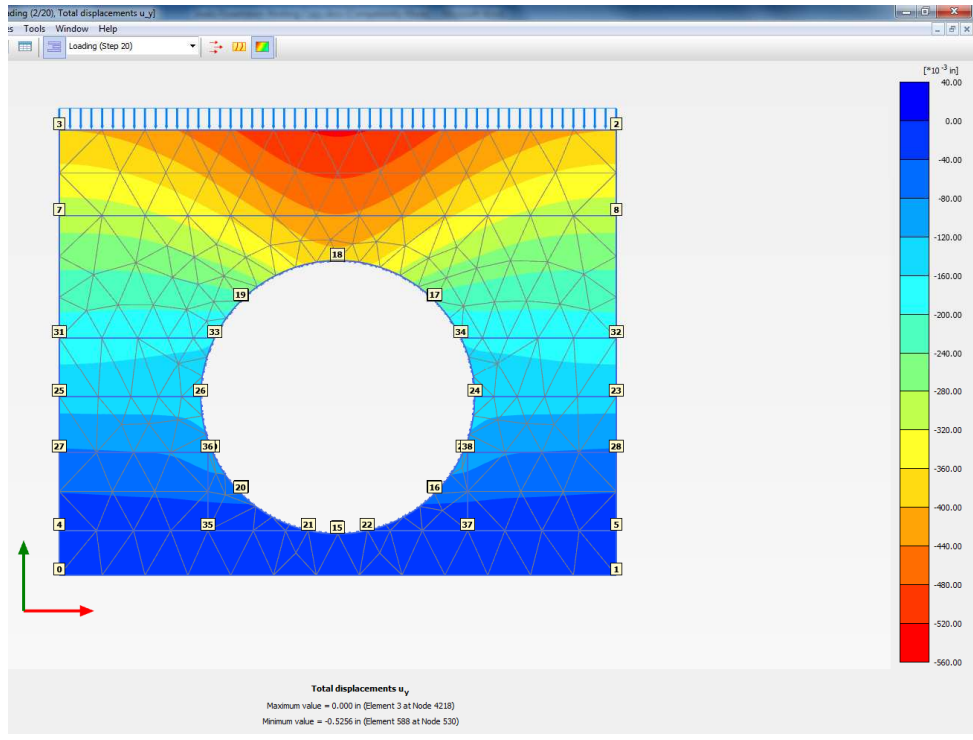 ading (2/20), Total displacements u_y]
es Tools Window Help
Loading (Step 20)
[*10 -3 in]
40.00
0.00
-40.00
-80.00
-120.00
-160.00
-200.00
-240.00
-280.00
-320.00
-360.00
-400.00
-440.00
-480.00
-520.00
-560.00
3 2
7 8
18
19 17
31 33 34 32
25 26 24 23
27 36 38 28
20 16
4 35 21 15 22 37 5
0 1
Total displacements uy
Maximum value = 0.000 in (Element 3 at Node 4218)
Minimum value = -0.5256 in (Element 588 at Node 530)